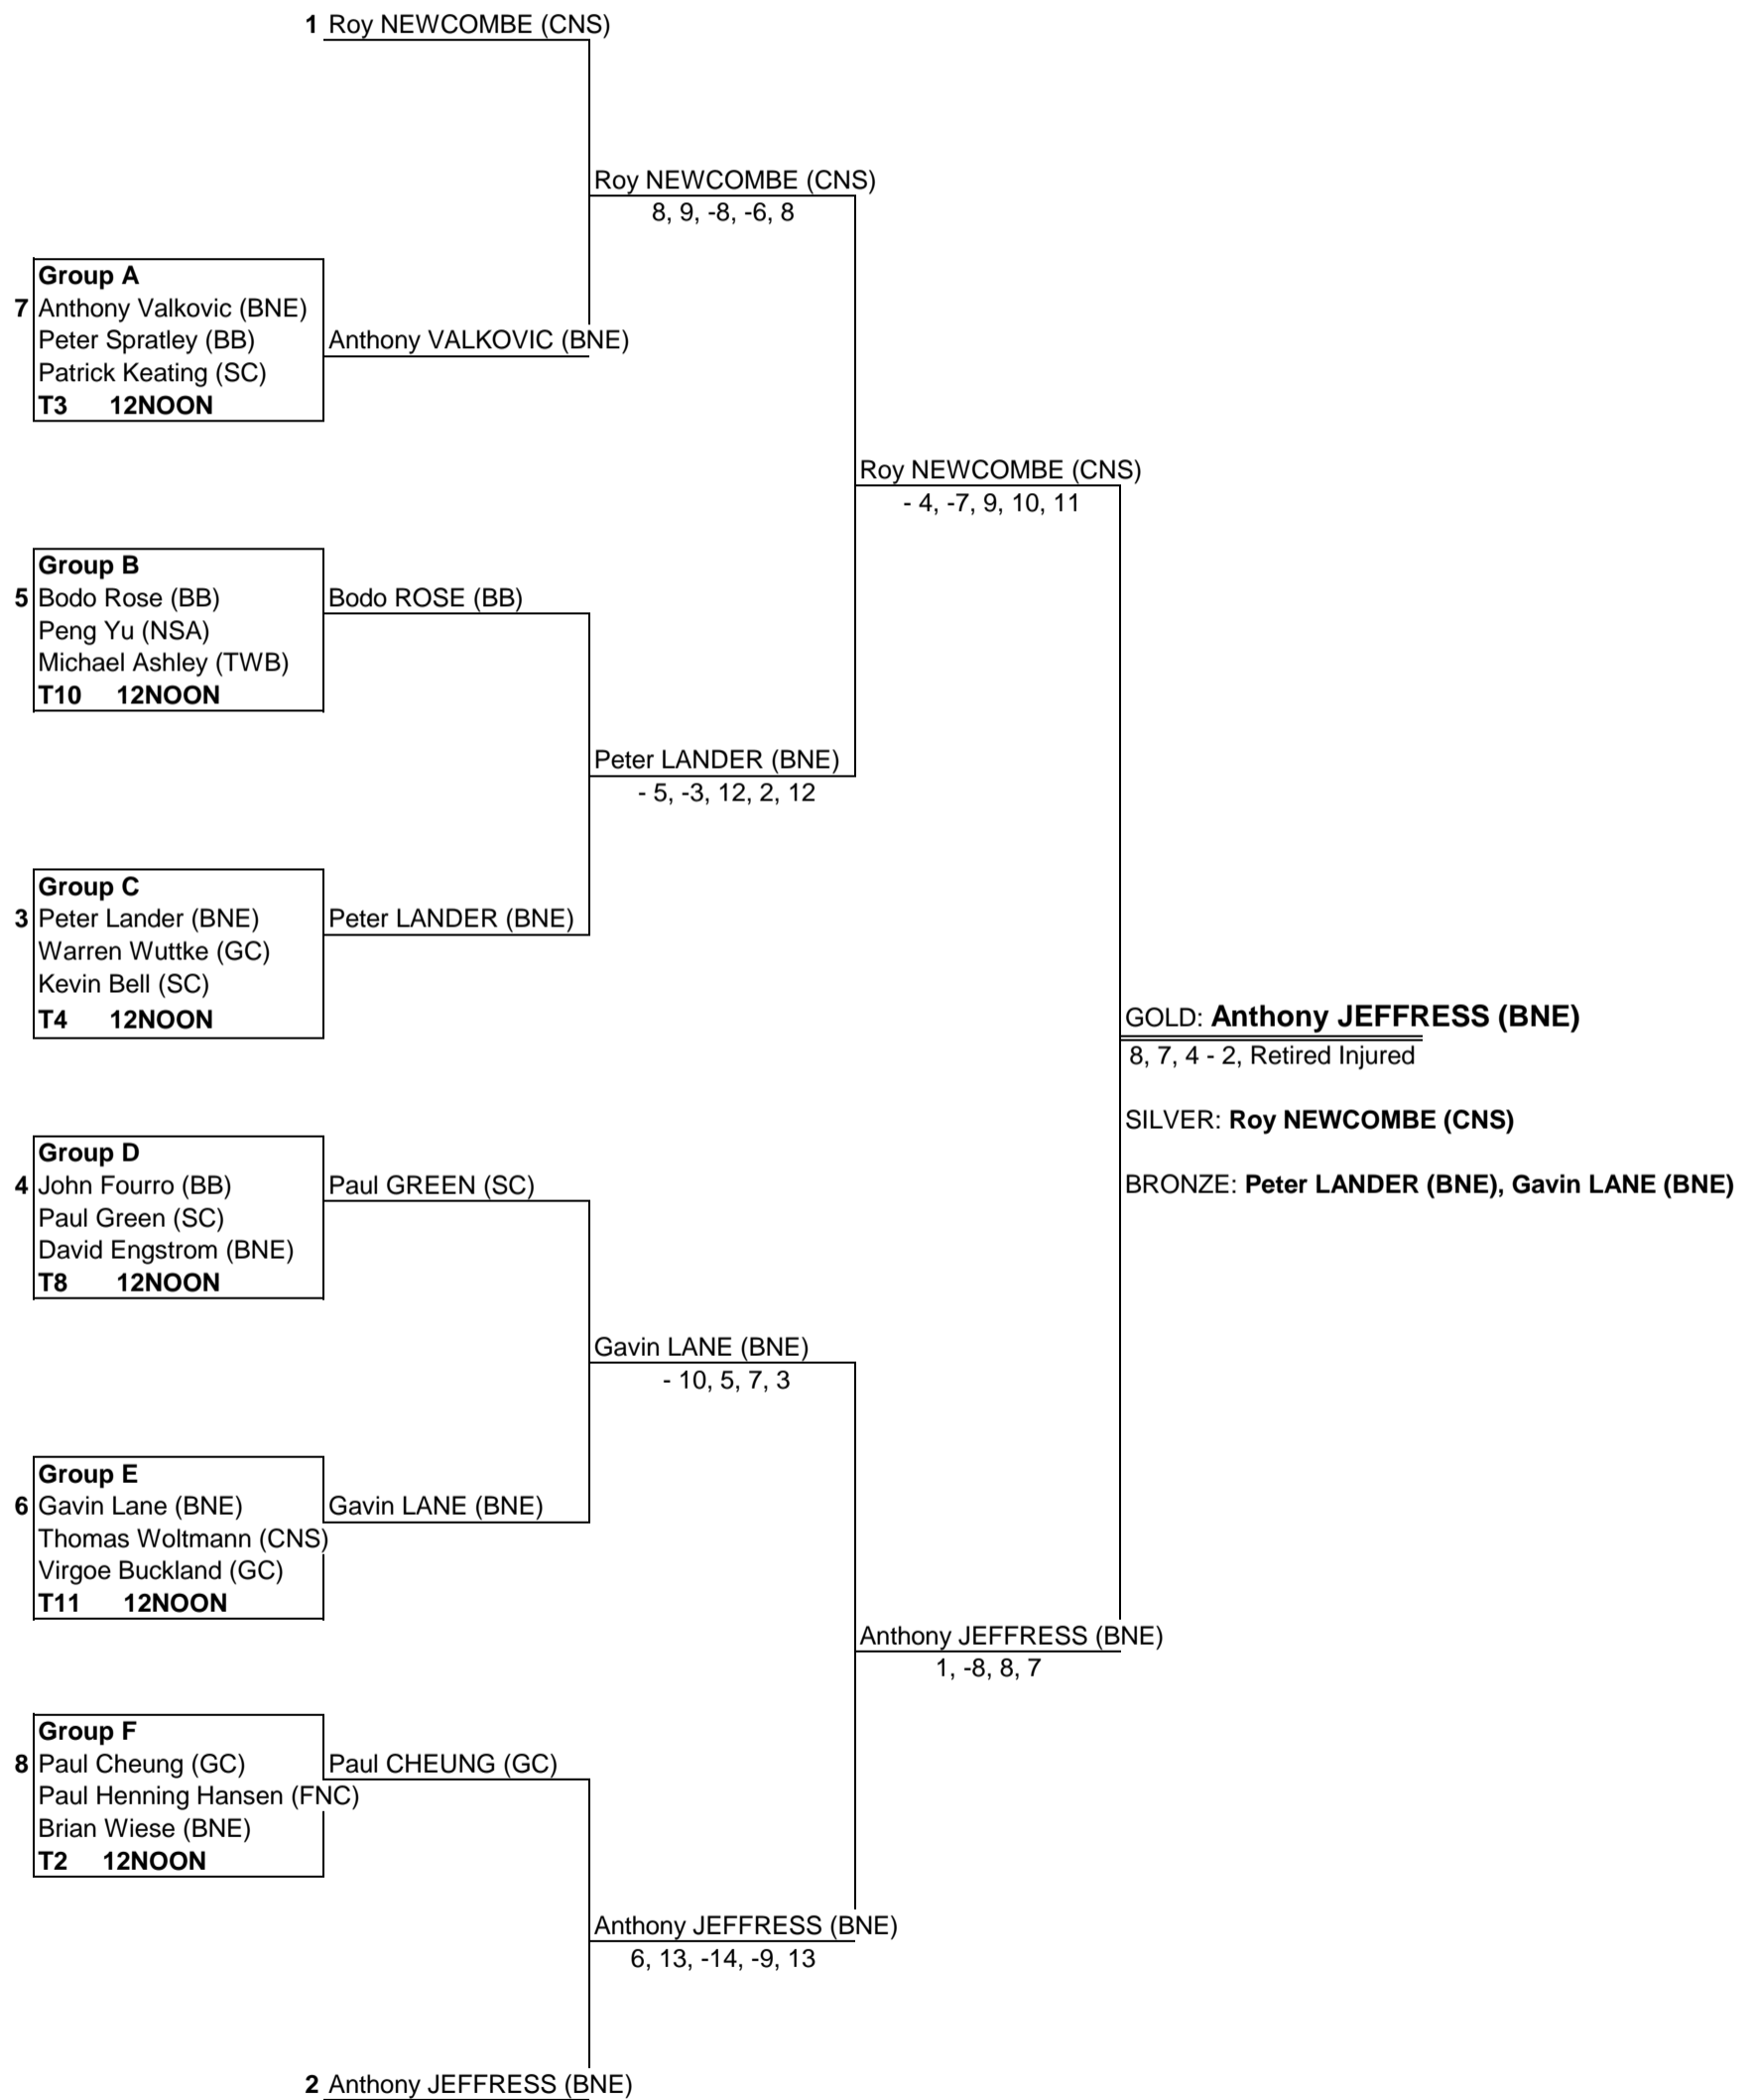 1 Roy NEWCOMBE (CNS)
Roy NEWCOMBE (CNS)
8, 9, -8, -6, 8
Group A
7 Anthony Valkovic (BNE)
Peter Spratley (BB)
Anthony VALKOVIC (BNE)
Patrick Keating (SC)
T3 12NOON
Roy NEWCOMBE (CNS)
- 4, -7, 9, 10, 11
Group B
5 Bodo Rose (BB)
Bodo ROSE (BB)
Peng Yu (NSA)
Michael Ashley (TWB)
T10 12NOON
Peter LANDER (BNE)
- 5, -3, 12, 2, 12
Group C
3 Peter Lander (BNE)
Peter LANDER (BNE)
Warren Wuttke (GC)
Kevin Bell (SC)
T4 12NOON
GOLD: Anthony JEFFRESS (BNE)
8, 7, 4 - 2, Retired Injured
SILVER: Roy NEWCOMBE (CNS)
BRONZE: Peter LANDER (BNE), Gavin LANE (BNE)
Group D
4 John Fourro (BB)
Paul GREEN (SC)
Paul Green (SC)
David Engstrom (BNE)
T8 12NOON
Gavin LANE (BNE)
- 10, 5, 7, 3
Group E
6 Gavin Lane (BNE)
Gavin LANE (BNE)
Thomas Woltmann (CNS)
Virgoe Buckland (GC)
T11 12NOON
Anthony JEFFRESS (BNE)
1, -8, 8, 7
Group F
8 Paul Cheung (GC)
Paul CHEUNG (GC)
Paul Henning Hansen (FNC)
Brian Wiese (BNE)
T2 12NOON
Anthony JEFFRESS (BNE)
6, 13, -14, -9, 13
2 Anthony JEFFRESS (BNE)